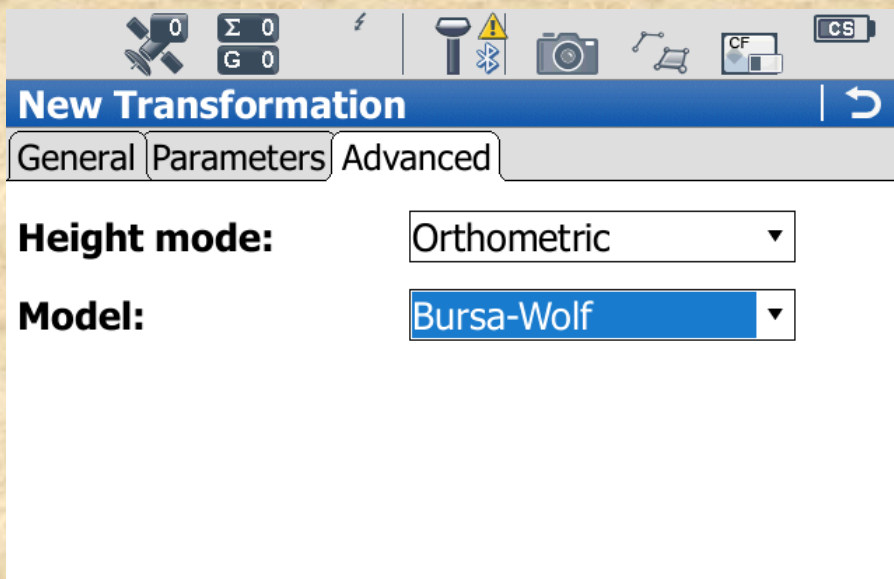 0
Σ 0
G 0
CF
CS
New Transformation
General Parameters Advanced
Height mode: Orthometric
Model: Bursa-Wolf